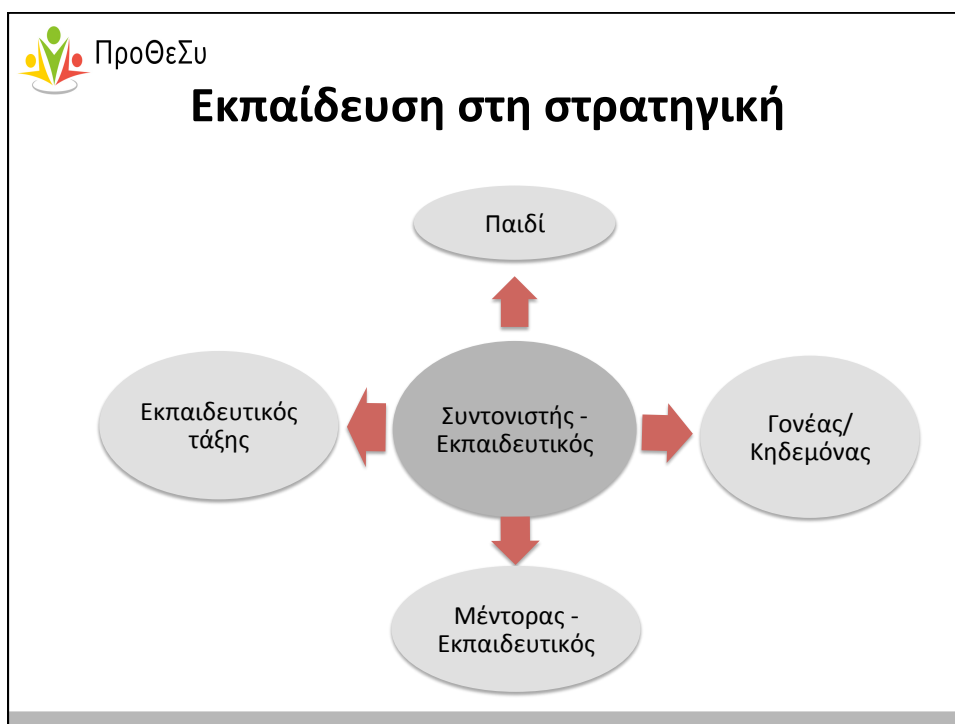 ΠροΘεΣυ
Εκπαίδευση στη στρατηγική
Παιδί
Εκπαιδευτικός
τάξης
Συντονιστής -
Εκπαιδευτικός
Γονέας/
Κηδεμόνας
Μέντορας -
Εκπαιδευτικός